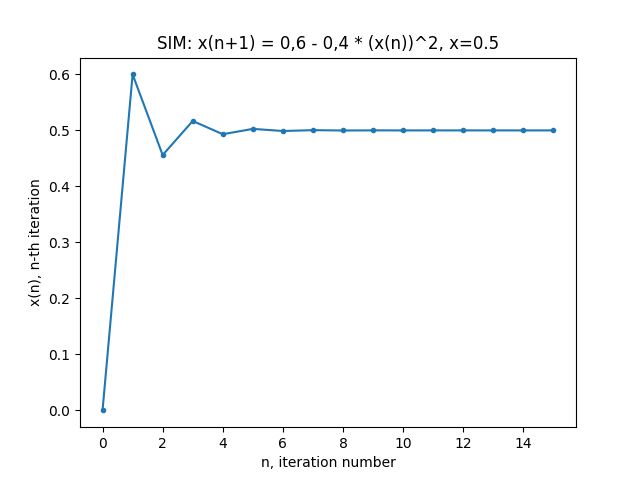 SIM: x(n+1) = 0,6 - 0,4 * (x(n))^2, x=0.5
0.6
0.5
0.4
0.3
0.2
0.1
0.0
x(n), n-th iteration
0 2 4 6 8 10 12 14
n, iteration number